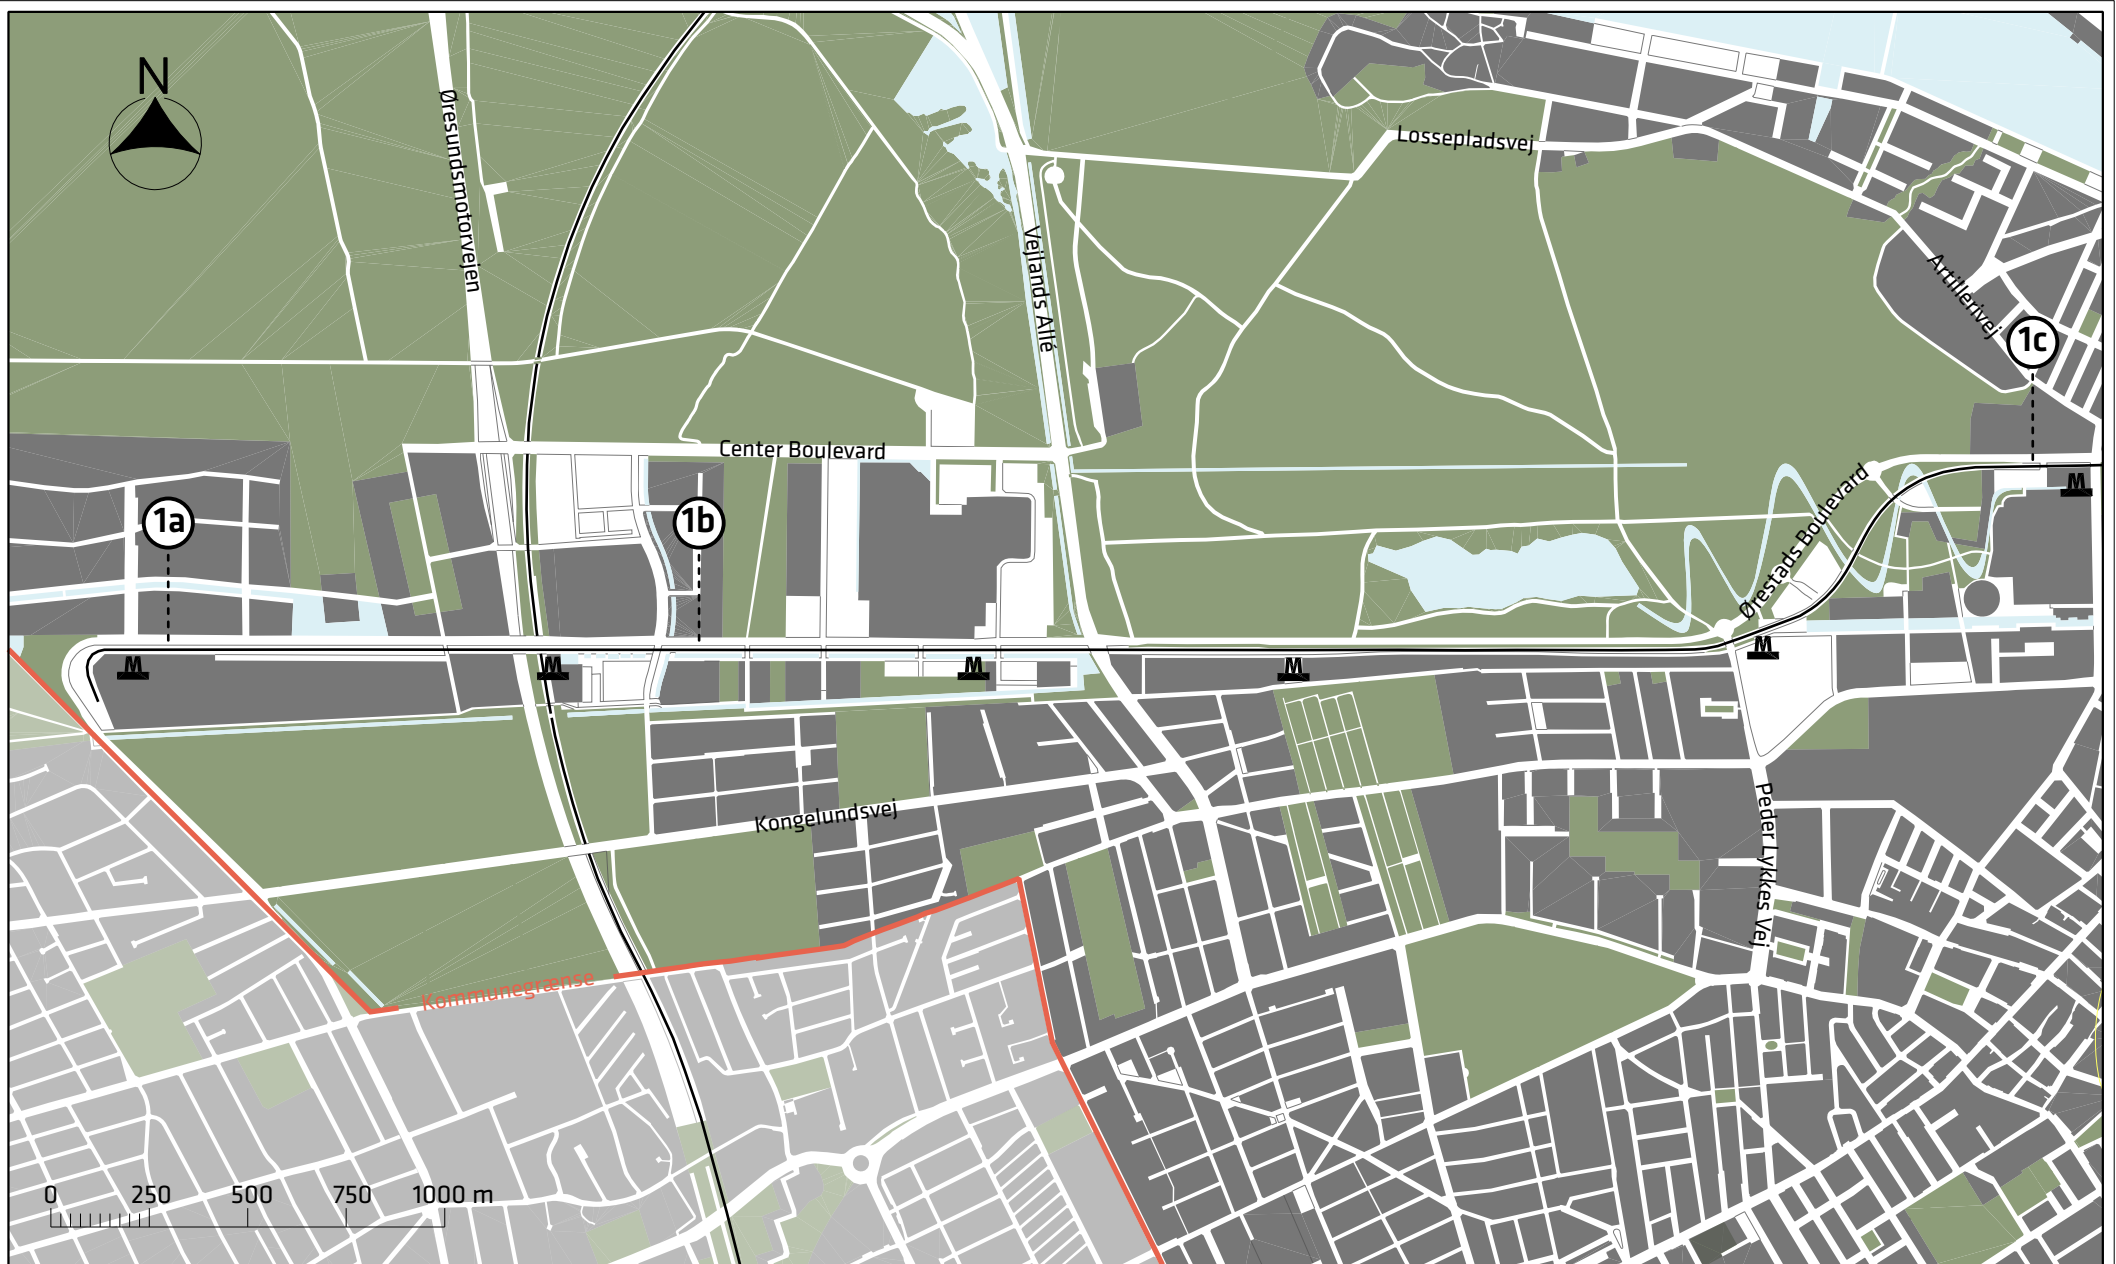 N
Øresundsmotorvejen
Lossepladsvej
Vejlands Allé
Artillerivej
1c
Center Boulevard
M
1a
1b
Ørestads Boulevard
M
M
M
M
M
Kongelundsvej
Peder Lykkes Vej
Kommunegrænse
0 250 500 750 1000 m